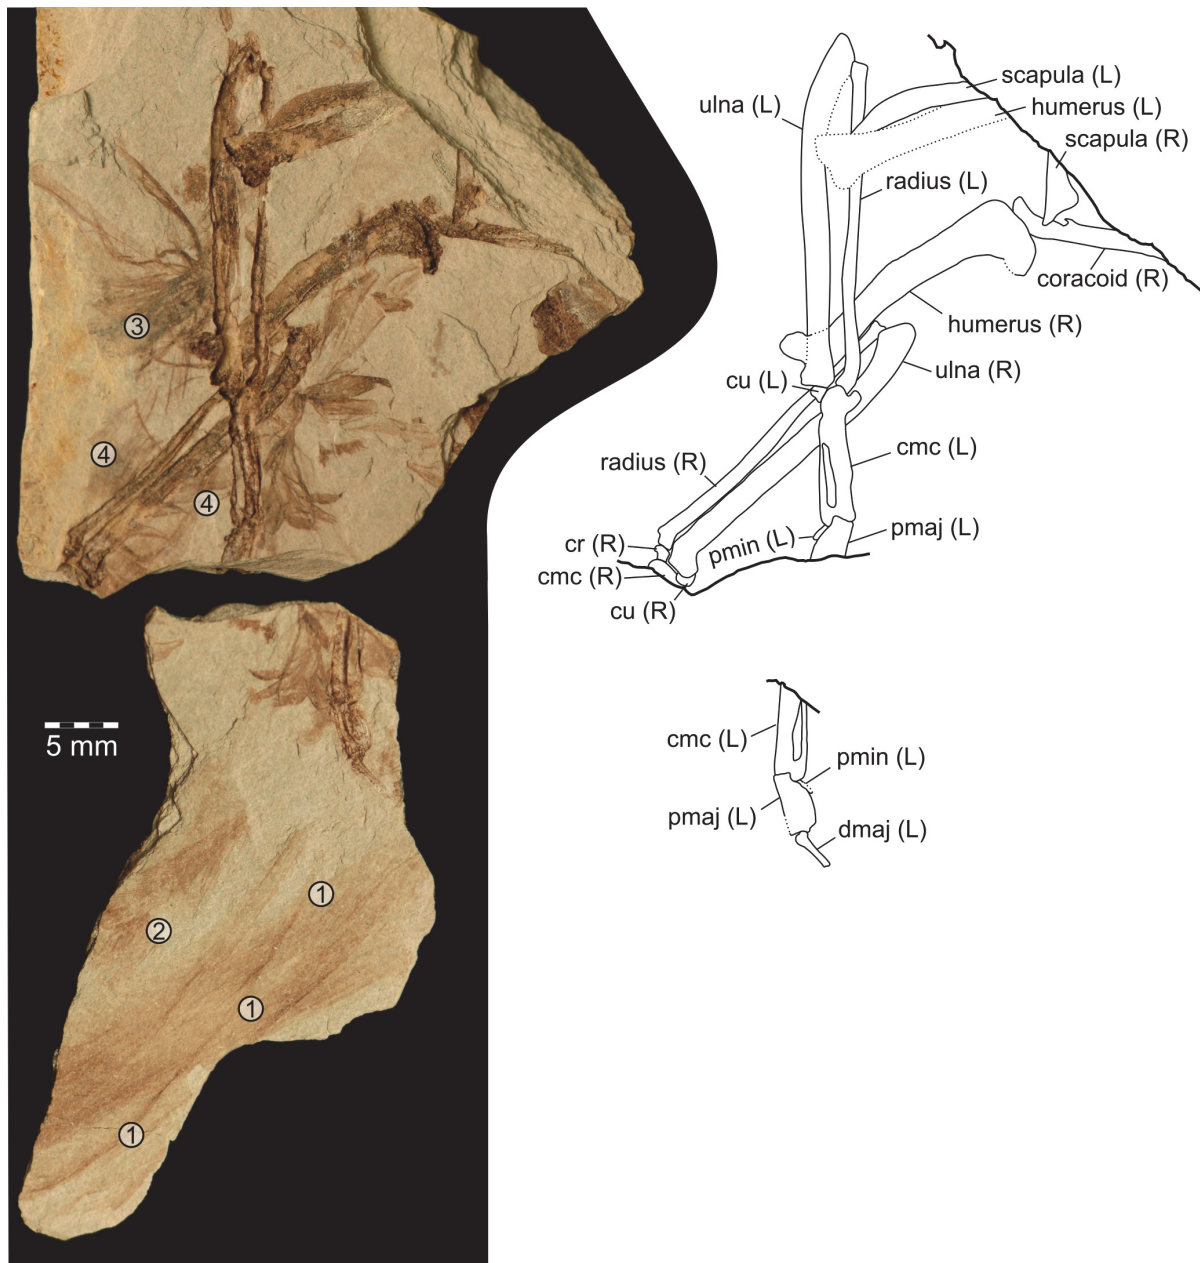 scapula (L)
ulna (L)
humerus (L)
scapula (R)
radius (L)
coracoid (R)
humerus (R)
3
ulna (R)
cu (L)
4
cmc (L)
radius (R)
4
pmaj (L)
cr (R)
pmin (L)
cmc (R)
cu (R)
5 mm
cmc (L)
pmin (L)
pmaj (L)
dmaj (L)
1
2
1
1